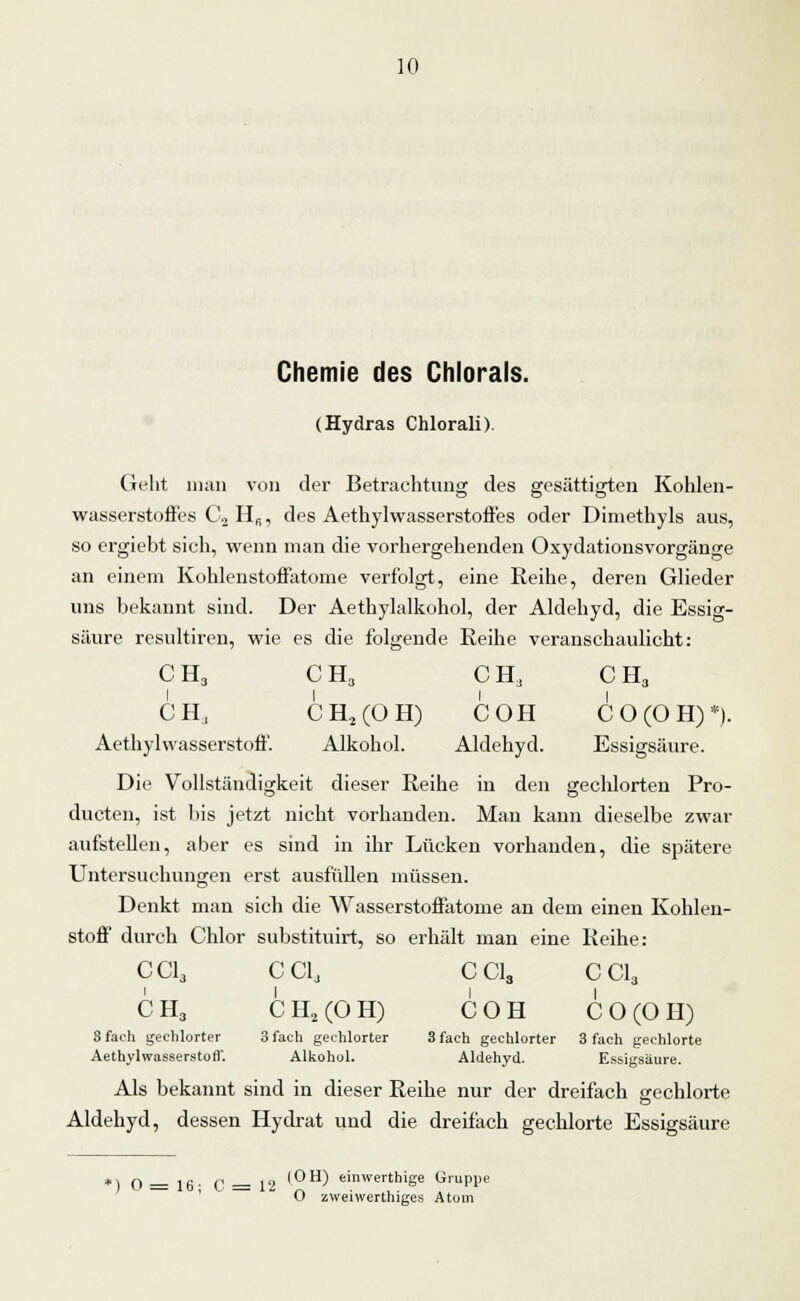 10
Chemie des Chlorals.
(Hydras Chlorali).
Geht man von der Betrachtung des gesättigten Kohlen-
wasserstoffes C₂ H₆, des Aethylwasserstoffes oder Dimethyls aus,
so ergiebt sich, wenn man die vorhergehenden Oxydationsvorgänge
an einem Kohlenstoffatome verfolgt, eine Reihe, deren Glieder
uns bekannt sind. Der Aethylalkohol, der Aldehyd, die Essig-
säure resultiren, wie es die folgende Reihe veranschaulicht:
C H₃ C H₃ C H₃ C H₃
| | | |
C H₃ C H₂ (O H) C O H C O (O H) *).
Aethylwasserstoff. Alkohol. Aldehyd. Essigsäure.
Die Vollständigkeit dieser Reihe in den gechlorten Pro-
ducten, ist bis jetzt nicht vorhanden. Man kann dieselbe zwar
aufstellen, aber es sind in ihr Lücken vorhanden, die spätere
Untersuchungen erst ausfüllen müssen.
Denkt man sich die Wasserstoffatome an dem einen Kohlen-
stoff durch Chlor substituirt, so erhält man eine Reihe:
C Cl₃ C Cl₃ C Cl₃ C Cl₃
| | | |
C H₃ C H₂ (O H) C O H C O (O H)
3 fach gechlorter 3 fach gechlorter 3 fach gechlorter 3 fach gechlorte
Aethylwasserstoff. Alkohol. Aldehyd. Essigsäure.
Als bekannt sind in dieser Reihe nur der dreifach gechlorte
Aldehyd, dessen Hydrat und die dreifach gechlorte Essigsäure
*) O = 16; C = 12 (O H) einwerthige Gruppe
O zweiwerthiges Atom